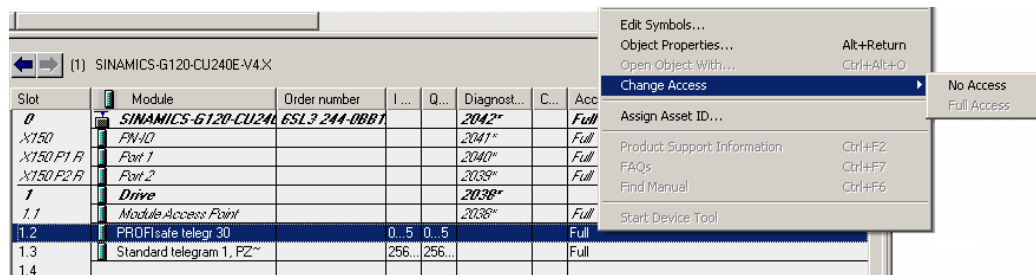 Edit Symbols...
Object Properties... Alt+Return
Open Object With... Ctrl+Alt+O
Change Access
No Access
Full Access
Assign Asset ID...
Product Support Information Ctrl+F2
FAQs Ctrl+F7
Find Manual Ctrl+F6
Start Device Tool
(1) SINAMICS-G120-CU240E-V4.X
Slot Module Order number I ... Q... Diagnost... C... Acc
0 SINAMICS-G120-CU240 6SL3 244-0BB1 2042* Full
X150 PN-IO 2041* Full
X150 P1 R Port 1 2040* Full
X150 P2 R Port 2 2039* Full
1 Drive 2038*
1.1 Module Access Point 2038* Full
1.2 PROFIsafe telegr 30 0...5 0...5 Full
1.3 Standard telegram 1, PZ~ 256... 256... Full
1.4